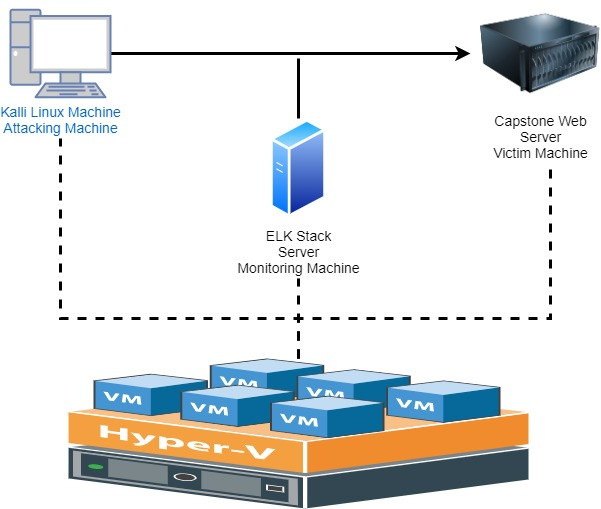 Kalli Linux Machine
Attacking Machine
Capstone Web
Server
Victim Machine
ELK Stack
Server
Monitoring Machine
VM
VM
VM
VM
VM
VM
Hyper-V